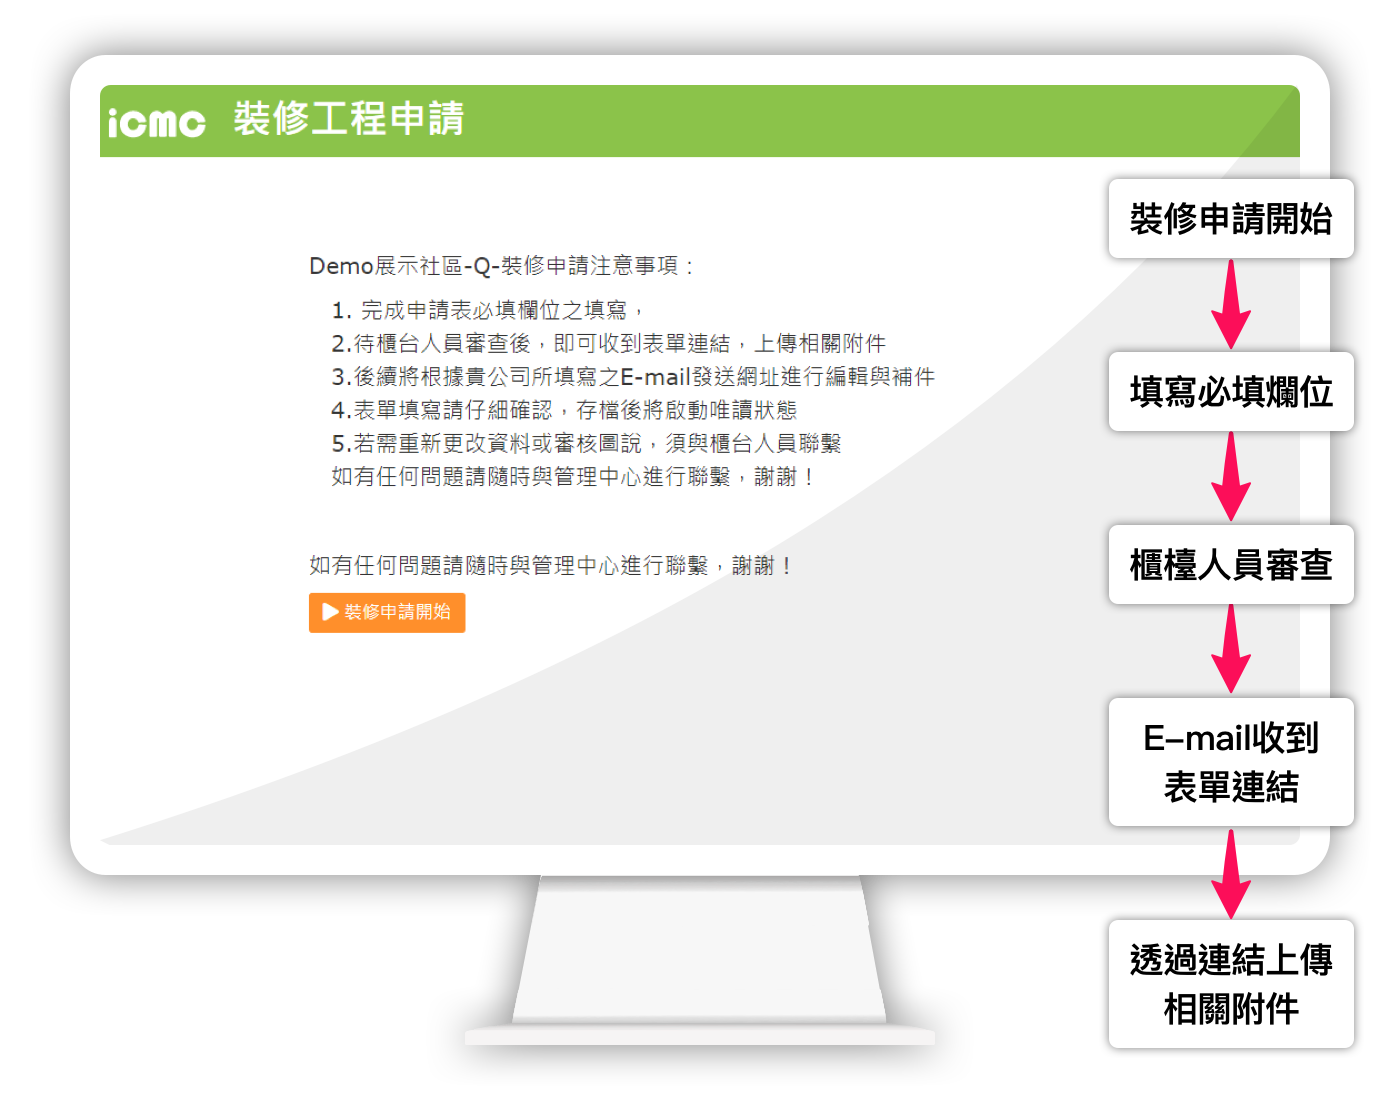 icmc 裝修工程申請
Demo展示社區-Q-裝修申請注意事項：
1. 完成申請表必填欄位之填寫，
2.待櫃台人員審查後，即可收到表單連結，上傳相關附件
3.後續將根據貴公司所填寫之E-mail發送網址進行編輯與補件
4.表單填寫請仔細確認，存檔後將啟動唯讀狀態
5.若需重新更改資料或審核圖說，須與櫃台人員聯繫
如有任何問題請隨時與管理中心進行聯繫，謝謝！
如有任何問題請隨時與管理中心進行聯繫，謝謝！
裝修申請開始
裝修申請開始
填寫必填爛位
櫃檯人員審查
E-mail收到
表單連結
透過連結上傳
相關附件